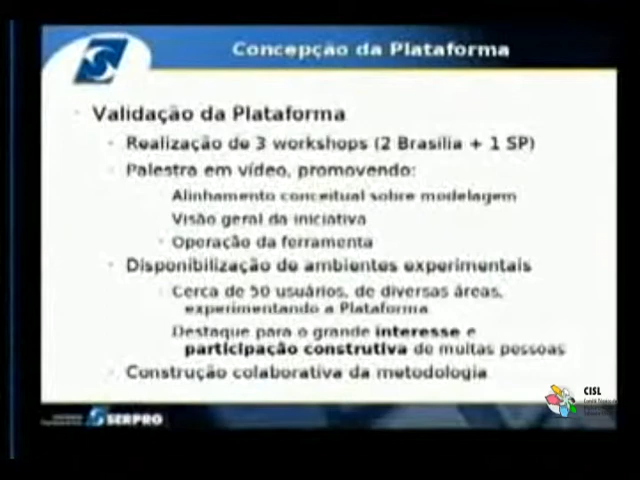 Concepção da Plataforma
Validação da Plataforma
Realização de 3 workshops (2 Brasília + 1 SP)
Palestra em vídeo, promovendo:
Alinhamento conceitual sobre modelagem
Visão geral da iniciativa
Operação da ferramenta
Disponibilização de ambientes experimentais
Cerca de 50 usuários, de diversas áreas,
experimentando a Plataforma
Destaque para o grande interesse e
participação construtiva de muitas pessoas
Construção colaborativa da metodologia
SERPRO
CISL